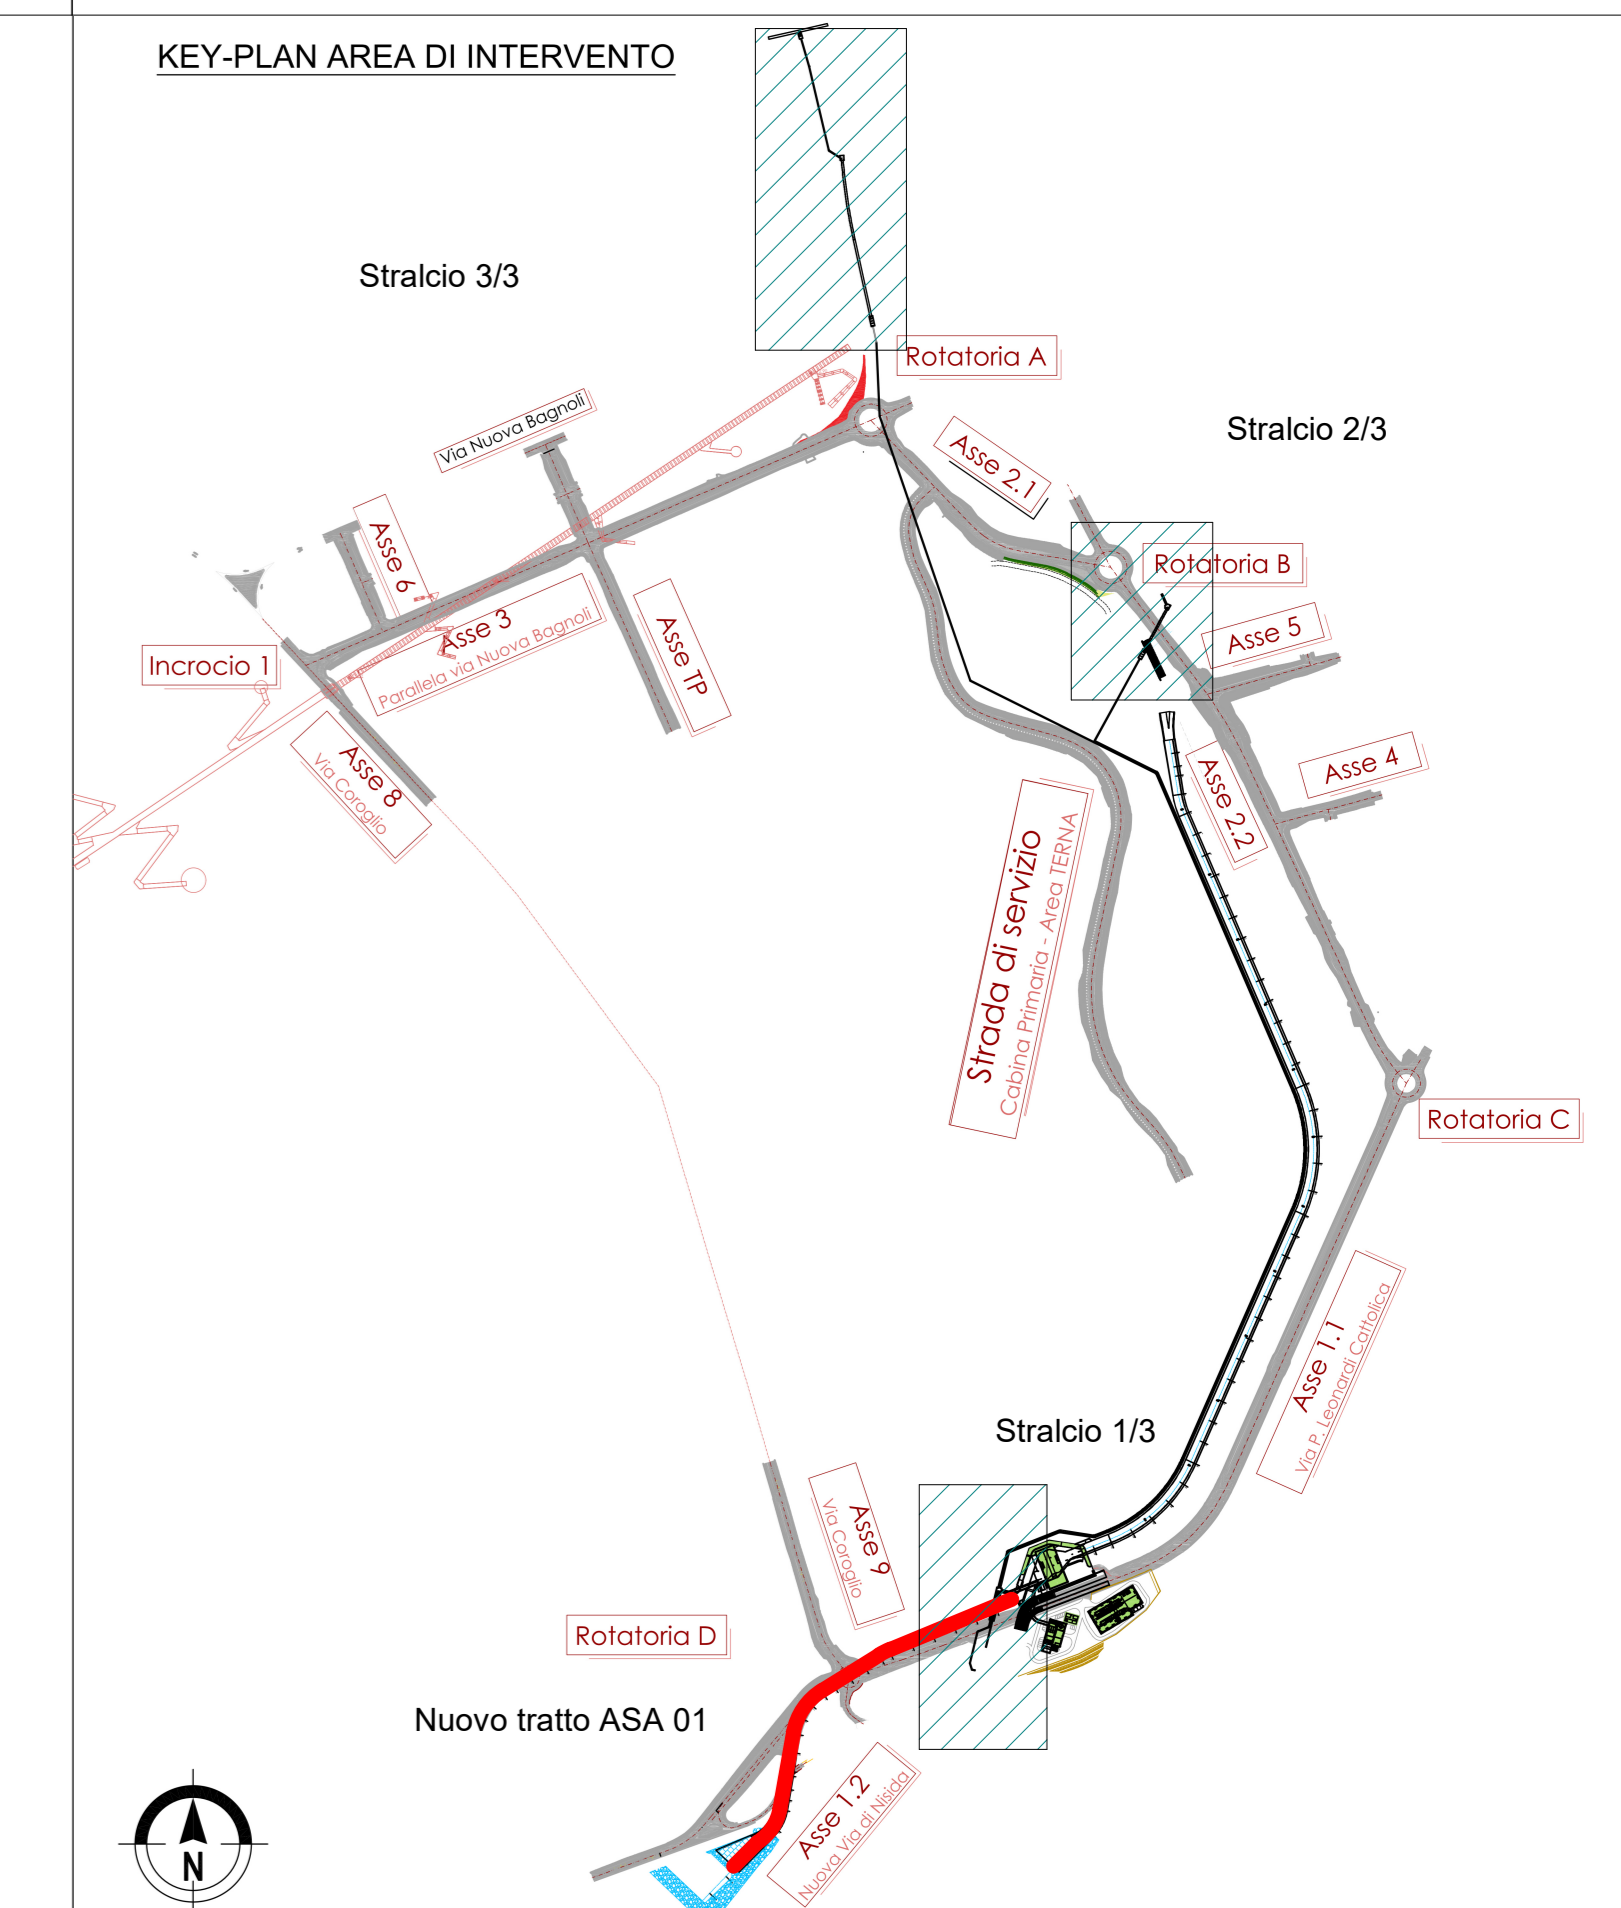 KEY-PLAN AREA DI INTERVENTO
Stralcio 3/3
Rotatoria A
Via Nuova Bagnoli
Stralcio 2/3
Asse 2.1
Asse 6
Rotatoria B
Asse 3
Parallela via Nuova Bagnoli
Asse TP
Asse 5
Incrocio 1
Asse 8
Via Coroglio
Asse 2.2
Asse 4
Strada di servizio
Cabina Primaria - Area TERNA
Rotatoria C
Asse 1.1
Via P. Leonardi Cattolica
Stralcio 1/3
Asse 9
Via Coroglio
Rotatoria D
Nuovo tratto ASA 01
Asse 1.2
Nuova Via di Nisida
N